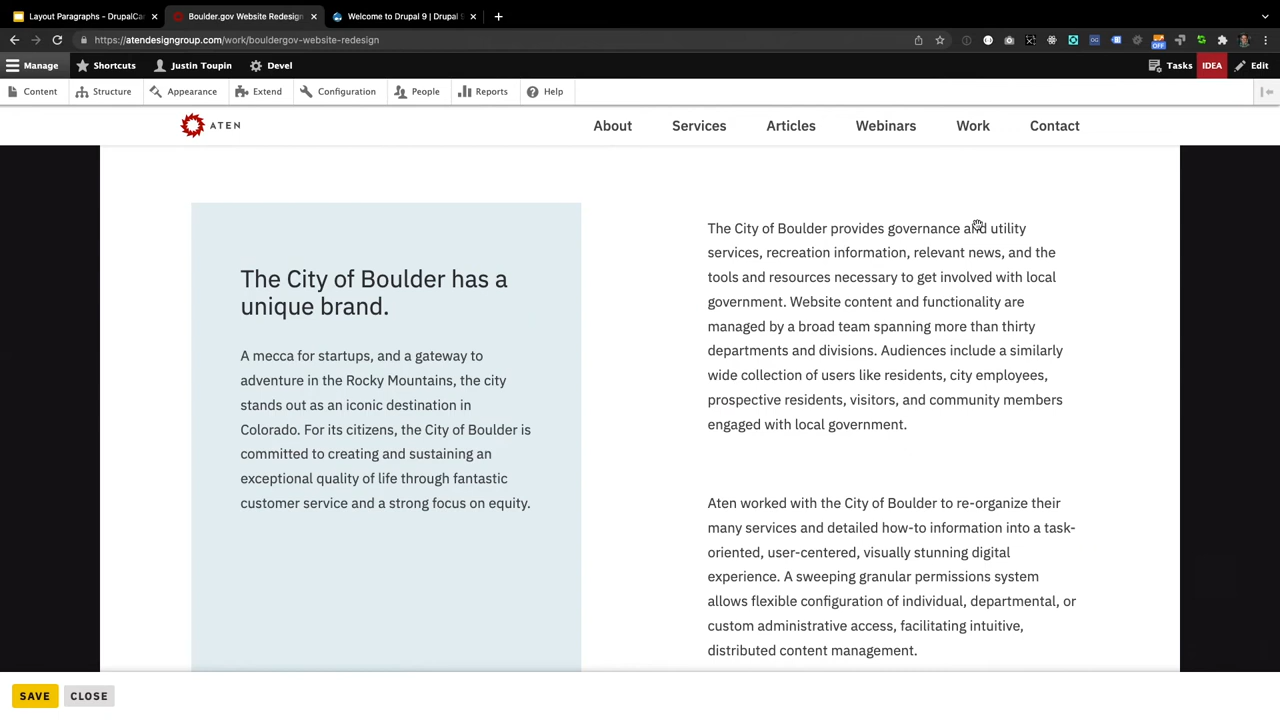 Layout Paragraphs - DrupalCa
Boulder.gov Website Redesign
Welcome to Drupal 9 | Drupal
https://atendesigngroup.com/work/bouldergov-website-redesign
OFF
Manage
Shortcuts
Justin Toupin
Devel
Tasks
IDEA
Edit
Content
Structure
Appearance
Extend
Configuration
People
Reports
Help
ATEN
About
Services
Articles
Webinars
Work
Contact
The City of Boulder has a
unique brand.
A mecca for startups, and a gateway to
adventure in the Rocky Mountains, the city
stands out as an iconic destination in
Colorado. For its citizens, the City of Boulder is
committed to creating and sustaining an
exceptional quality of life through fantastic
customer service and a strong focus on equity.
The City of Boulder provides governance and utility
services, recreation information, relevant news, and the
tools and resources necessary to get involved with local
government. Website content and functionality are
managed by a broad team spanning more than thirty
departments and divisions. Audiences include a similarly
wide collection of users like residents, city employees,
prospective residents, visitors, and community members
engaged with local government.
Aten worked with the City of Boulder to re-organize their
many services and detailed how-to information into a task-
oriented, user-centered, visually stunning digital
experience. A sweeping granular permissions system
allows flexible configuration of individual, departmental, or
custom administrative access, facilitating intuitive,
distributed content management.
SAVE
CLOSE